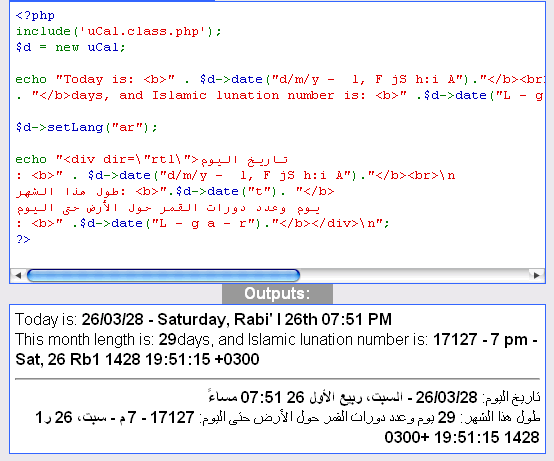 <?php
include('uCal.class.php');
$d = new uCal;
echo "Today is: <b>" . $d->date("d/m/y -  l, F jS h:i A")."</b><br
. "</b>days, and Islamic lunation number is: <b>" .$d->date("L - g
$d->setLang("ar");
echo "<div dir=\"rtl\">تاريخ اليوم
: <b>" . $d->date("d/m/y -  l, F jS h:i A")."</b><br>\n
طول هذا الشهر: <b>".$d->date("t"). "</b>
يوم وعدد دورات القمر حول الأرض حتى اليوم
: <b>" .$d->date("L - g a - r")."</b></div>\n";
?>
Outputs:
Today is: 26/03/28 - Saturday, Rabi' I 26th 07:51 PM
This month length is: 29days, and Islamic lunation number is: 17127 - 7 pm -
Sat, 26 Rb1 1428 19:51:15 +0300
تاريخ اليوم: 26/03/28 - السبت، ربيع الأول 26 07:51 مساءً
طول هذا الشهر: 29 يوم وعدد دورات القمر حول الأرض حتى اليوم: 17127 - 7 م - سبت، 26 ر1
1428 19:51:15 +0300